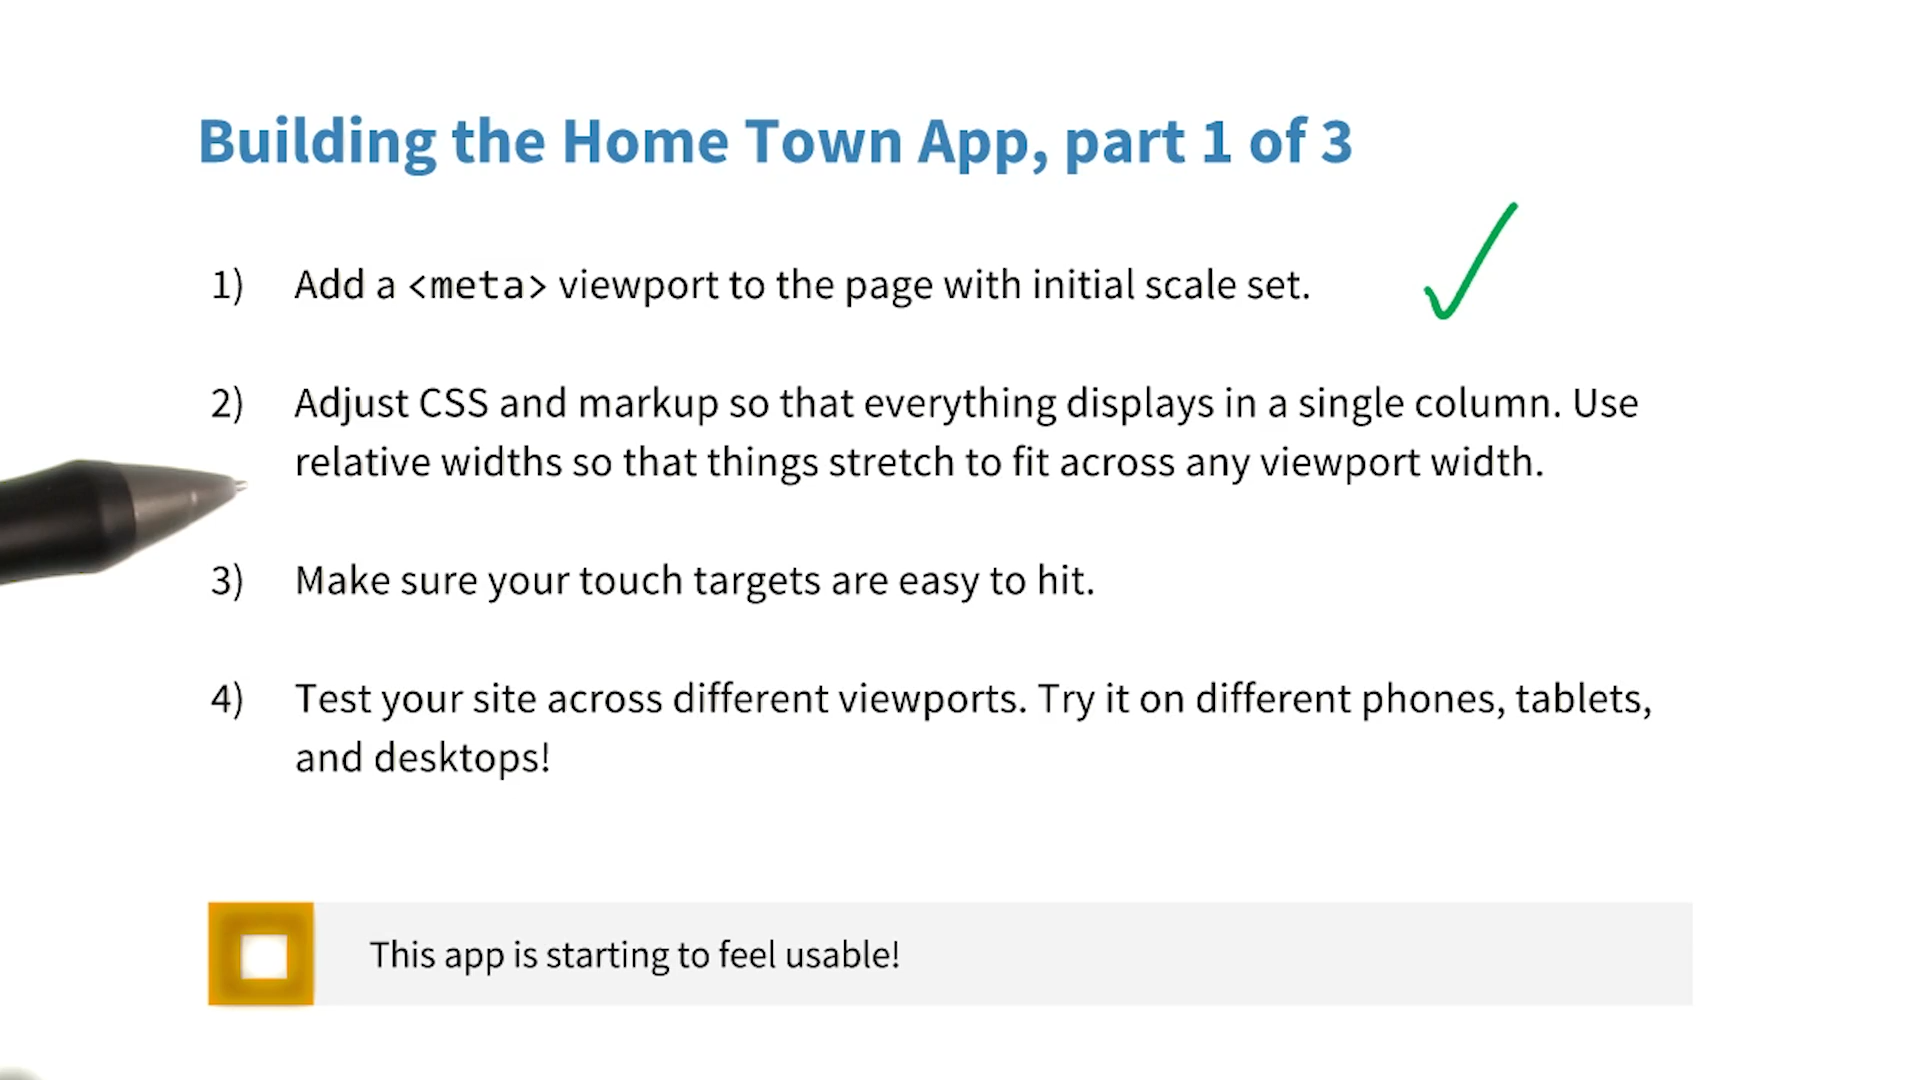 Building the Home Town App, part 1 of 3
1) Add a <meta> viewport to the page with initial scale set.
2) Adjust CSS and markup so that everything displays in a single column. Use
relative widths so that things stretch to fit across any viewport width.
3) Make sure your touch targets are easy to hit.
4) Test your site across different viewports. Try it on different phones, tablets,
and desktops!
This app is starting to feel usable!